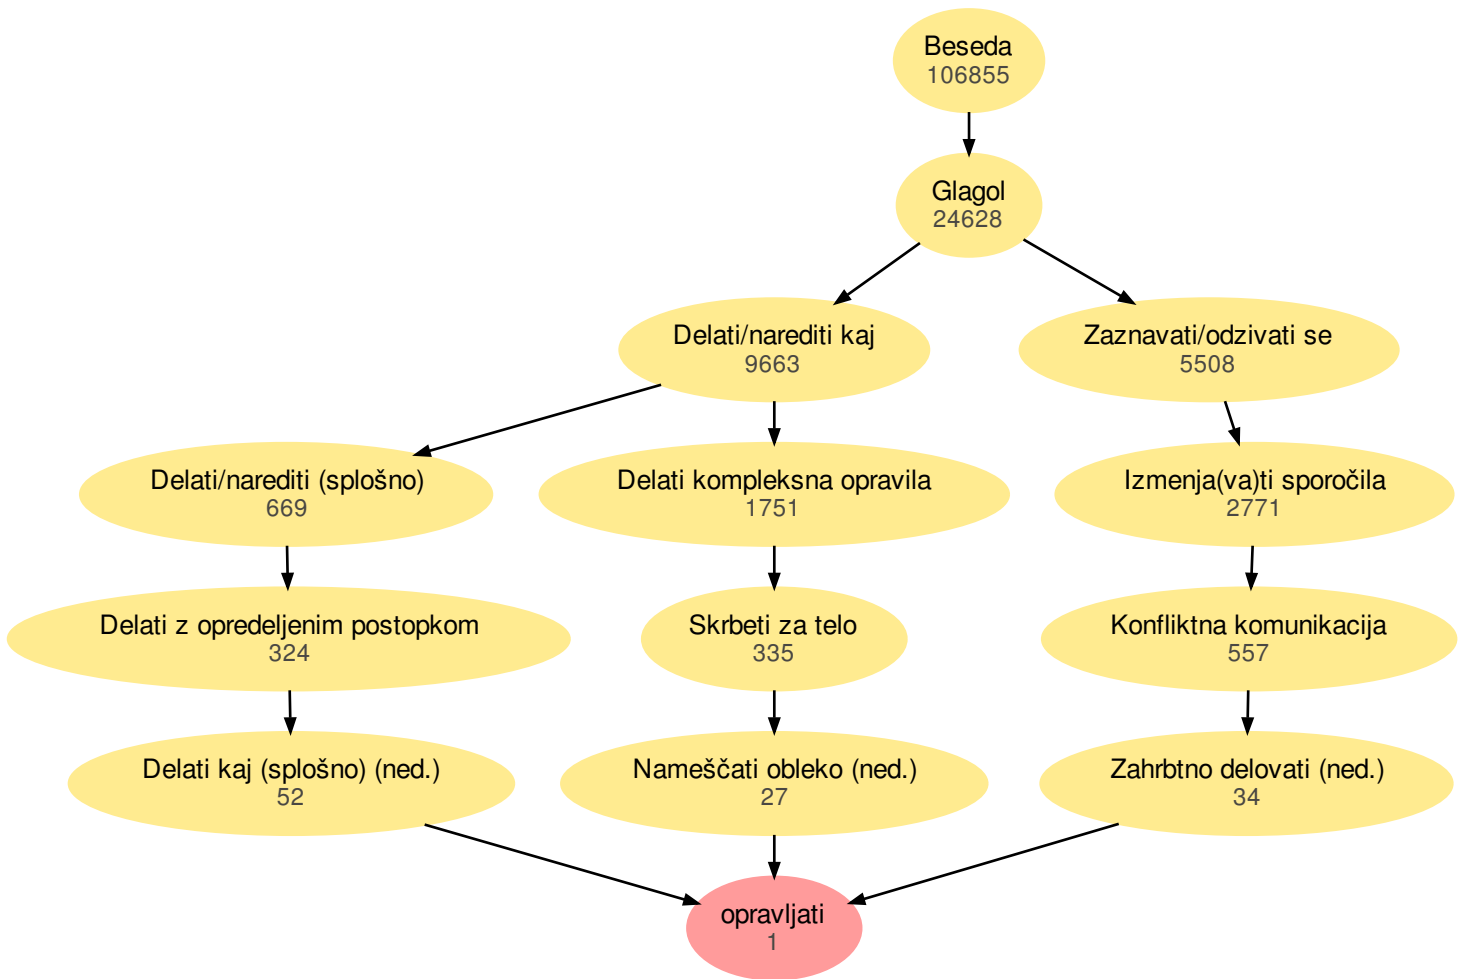 Beseda
106855
Glagol
24628
Delati/narediti kaj
9663
Zaznavati/odzivati se
5508
Delati/narediti (splošno)
669
Delati kompleksna opravila
1751
Izmenja(va)ti sporočila
2771
Delati z opredeljenim postopkom
324
Skrbeti za telo
335
Konfliktna komunikacija
557
Delati kaj (splošno) (ned.)
52
Nameščati obleko (ned.)
27
Zahrbtno delovati (ned.)
34
opravljati
1